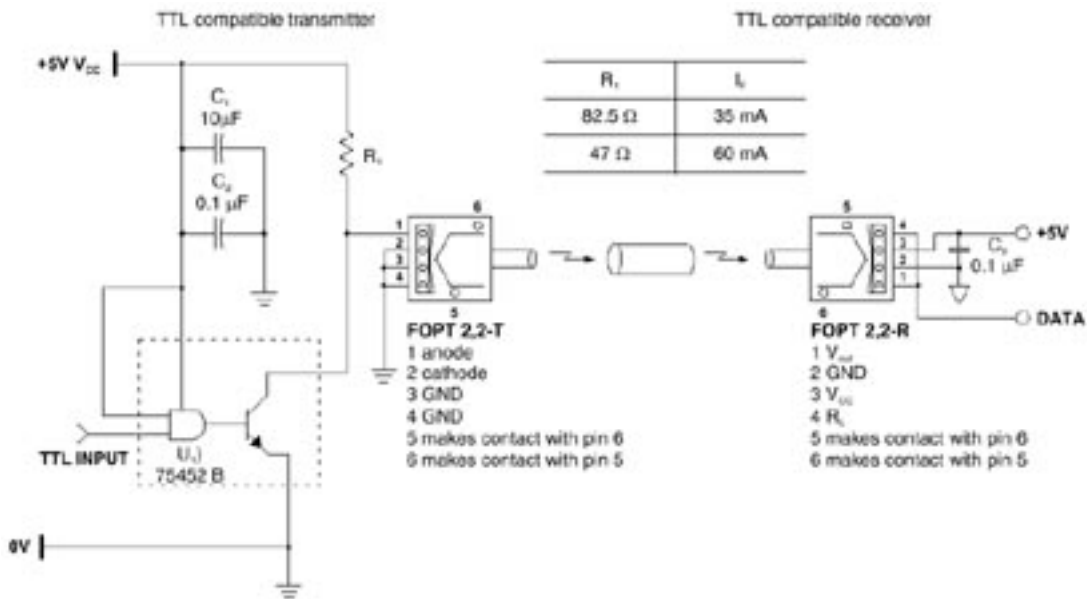 TTL compatible transmitter
TTL compatible receiver
+5V V
C
10µF
C
0.1 µF
R
R
I
82.5 Ω 35 mA
47 Ω 60 mA
6
1
2
3
4
5
5
4
3
2
1
6
+5V
C
0.1 µF
DATA
FOPT 2,2-T
1 anode
2 cathode
3 GND
4 GND
5 makes contact with pin 6
6 makes contact with pin 5
FOPT 2,2-R
1 V
2 GND
3 V
4 R
5 makes contact with pin 6
6 makes contact with pin 5
TTL INPUT
75452 B
0V